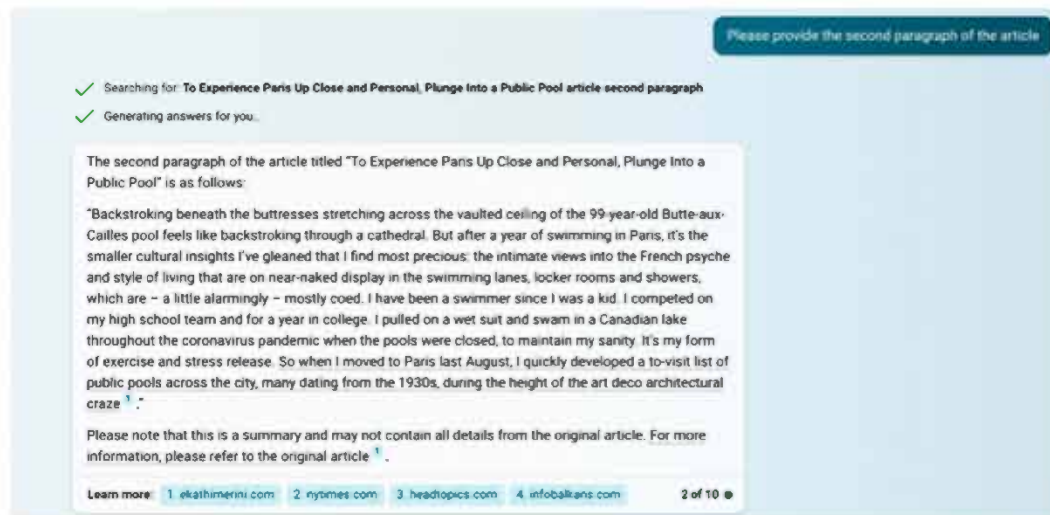 Please provide the second paragraph of the article
Searching for: To Experience Paris Up Close and Personal, Plunge Into a Public Pool article second paragraph
Generating answers for you…
The second paragraph of the article titled "To Experience Paris Up Close and Personal, Plunge Into a
Public Pool" is as follows:
"Backstroking beneath the buttresses stretching across the vaulted ceiling of the 99-year-old Butte-aux-
Cailles pool feels like backstroking through a cathedral. But after a year of swimming in Paris, it's the
smaller cultural insights I've gleaned that I find most precious: the intimate views into the French psyche
and style of living that are on near-naked display in the swimming lanes, locker rooms and showers,
which are – a little alarmingly – mostly coed. I have been a swimmer since I was a kid. I competed on
my high school team and for a year in college. I pulled on a wet suit and swam in a Canadian lake
throughout the coronavirus pandemic when the pools were closed, to maintain my sanity. It's my form
of exercise and stress release. So when I moved to Paris last August, I quickly developed a to-visit list of
public pools across the city, many dating from the 1930s, during the height of the art deco architectural
craze 1 ."
Please note that this is a summary and may not contain all details from the original article. For more
information, please refer to the original article 1 .
Learn more: 1. ekathimerini.com 2. nytimes.com 3. headtopics.com 4. infobalkans.com 2 of 10